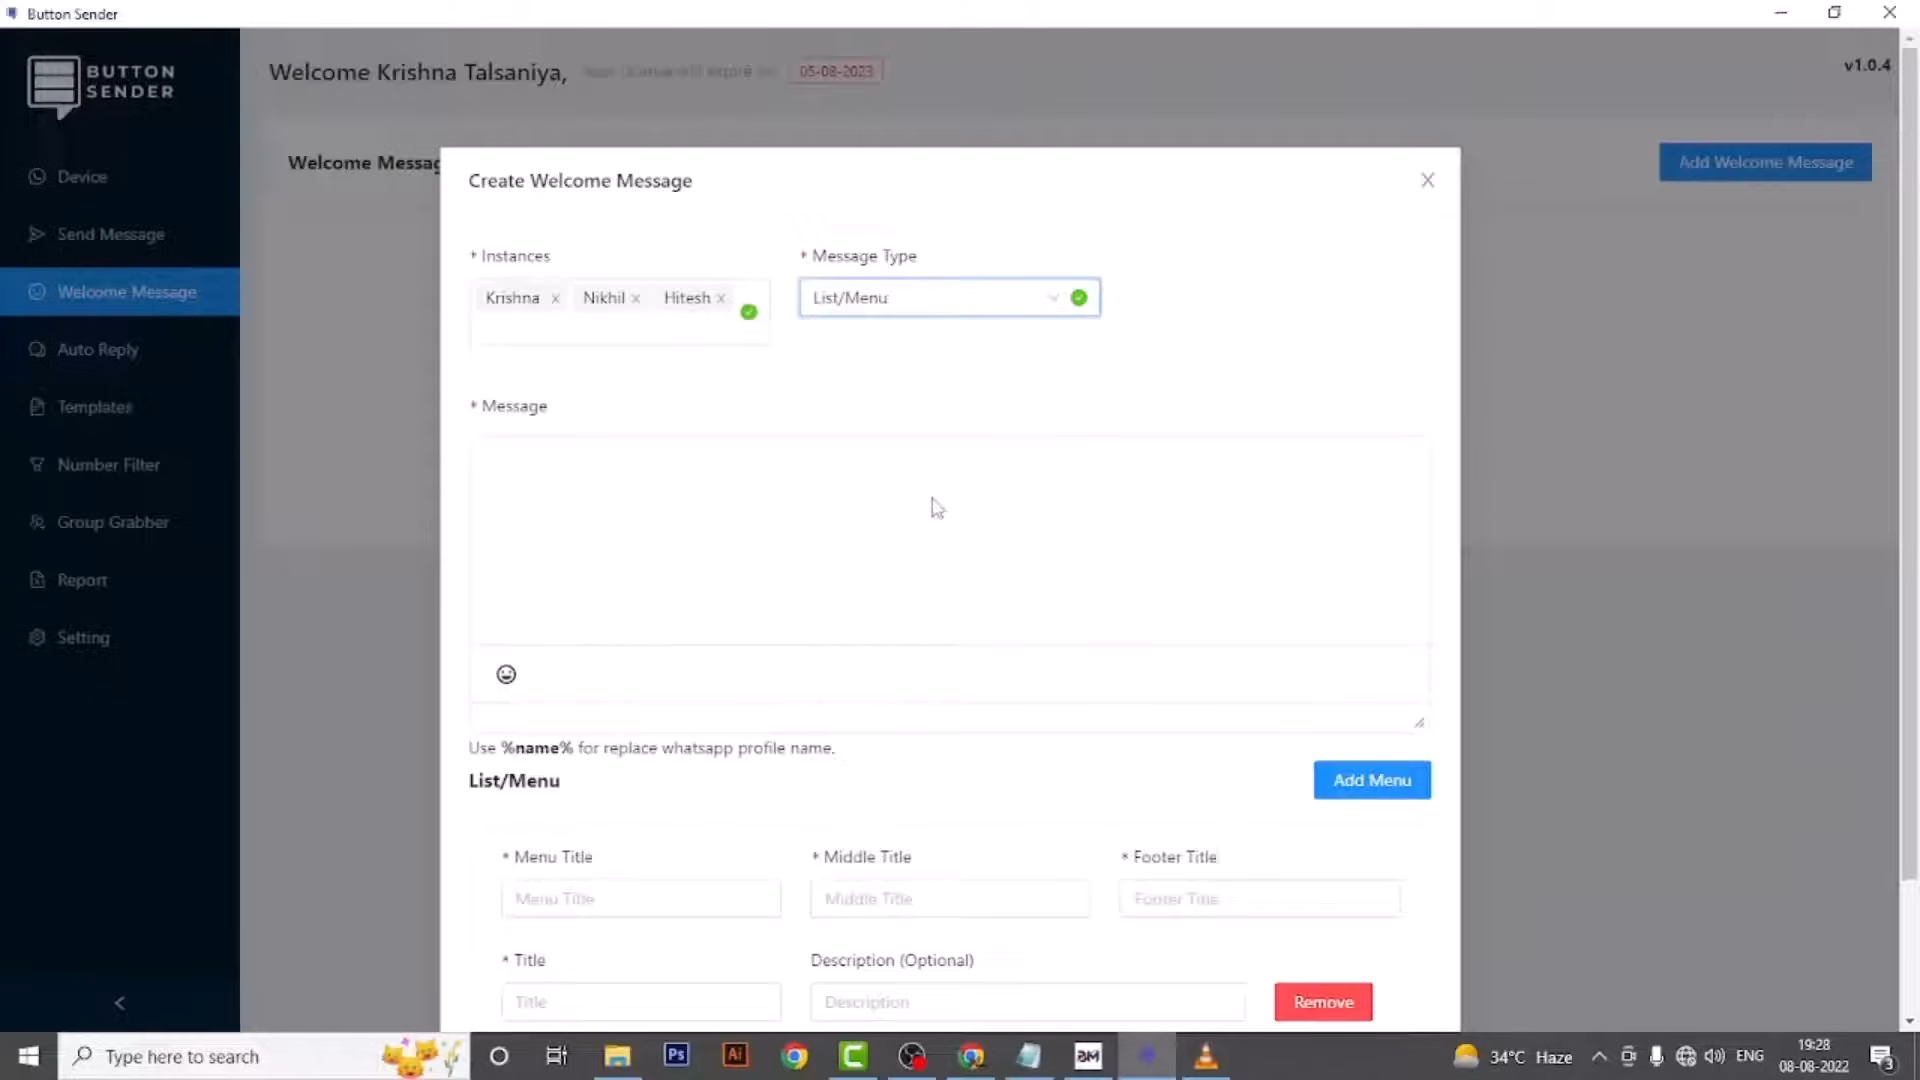 Button Sender
BUTTON
SENDER
Device
Send Message
Welcome Message
Auto Reply
Templates
Number Filter
Group Grabber
Report
Setting
Welcome Krishna Talsaniya,
05-08-2023
v1.0.4
Welcome Messag
Add Welcome Message
Create Welcome Message
* Instances
* Message Type
Krishna × Nikhil × Hitesh ×
List/Menu
* Message
Use %name% for replace whatsapp profile name.
List/Menu
Add Menu
* Menu Title
* Middle Title
* Footer Title
Menu Title
Middle Title
Footer Title
* Title
Description (Optional)
Title
Description
Remove
Type here to search
Ps
Ai
34°C Haze
ENG
19:28
08-08-2022
3